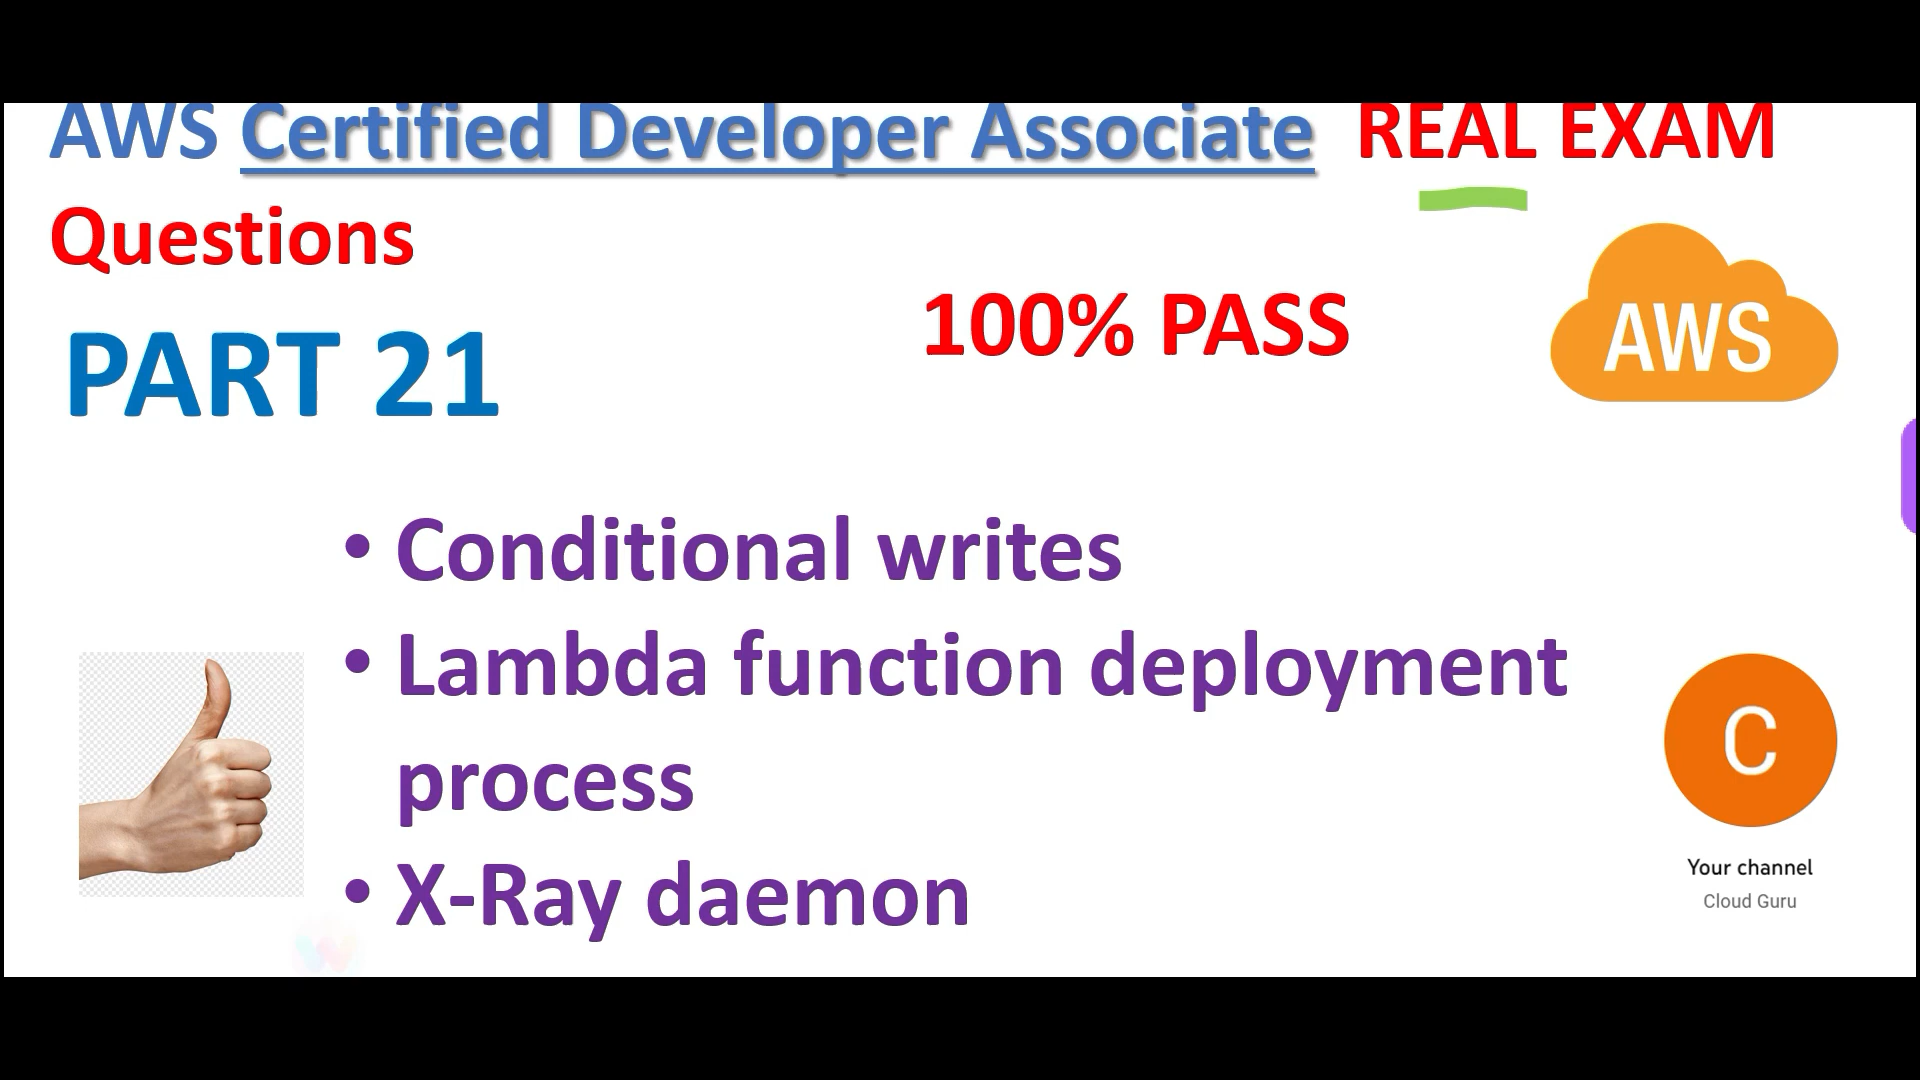 AWS Certified Developer Associate REAL EXAM
Questions
100% PASS
PART 21
AWS
• Conditional writes
• Lambda function deployment
process
• X-Ray daemon
C
Your channel
Cloud Guru